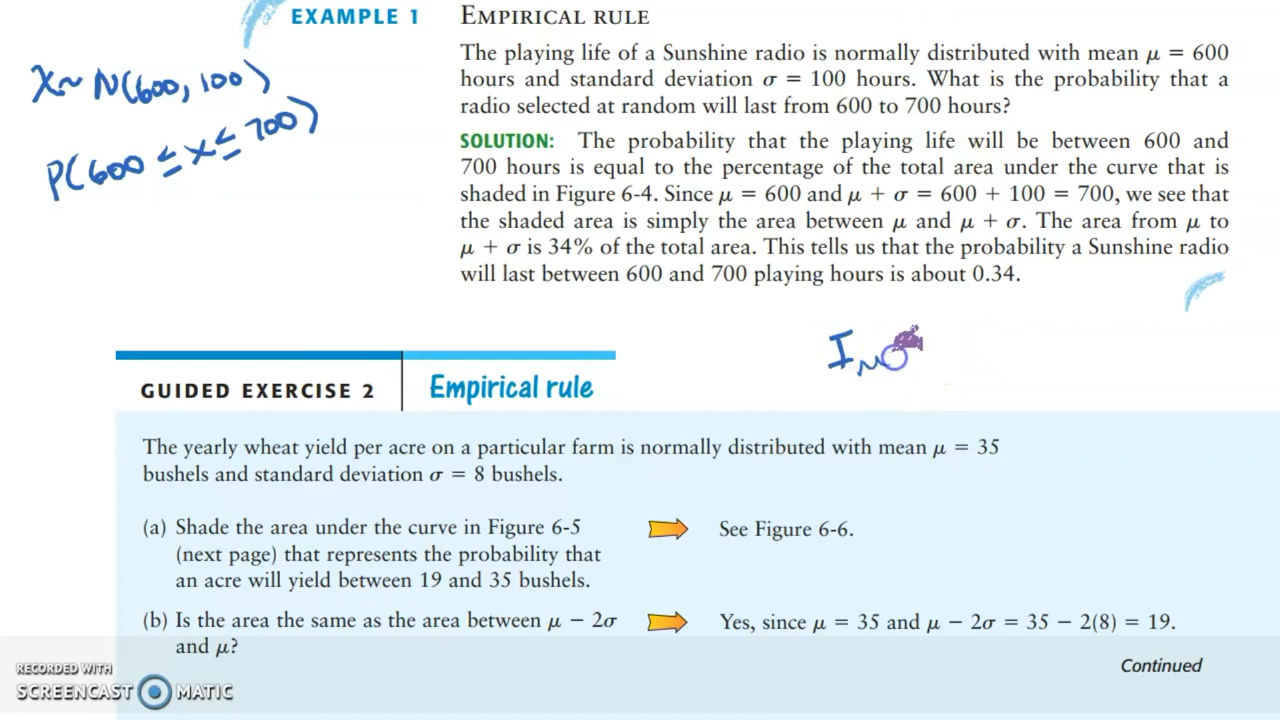 EXAMPLE 1 EMPIRICAL RULE
The playing life of a Sunshine radio is normally distributed with mean μ = 600
hours and standard deviation σ = 100 hours. What is the probability that a
radio selected at random will last from 600 to 700 hours?
X~ N(600, 100)
P(600 ≤ x ≤ 700)
SOLUTION: The probability that the playing life will be between 600 and
700 hours is equal to the percentage of the total area under the curve that is
shaded in Figure 6-4. Since μ = 600 and μ + σ = 600 + 100 = 700, we see that
the shaded area is simply the area between μ and μ + σ. The area from μ to
μ + σ is 34% of the total area. This tells us that the probability a Sunshine radio
will last between 600 and 700 playing hours is about 0.34.
GUIDED EXERCISE 2 Empirical rule
The yearly wheat yield per acre on a particular farm is normally distributed with mean μ = 35
bushels and standard deviation σ = 8 bushels.
(a) Shade the area under the curve in Figure 6-5
(next page) that represents the probability that
an acre will yield between 19 and 35 bushels.
See Figure 6-6.
(b) Is the area the same as the area between μ − 2σ
and μ?
Yes, since μ = 35 and μ − 2σ = 35 − 2(8) = 19.
Continued
RECORDED WITH
SCREENCAST MATIC